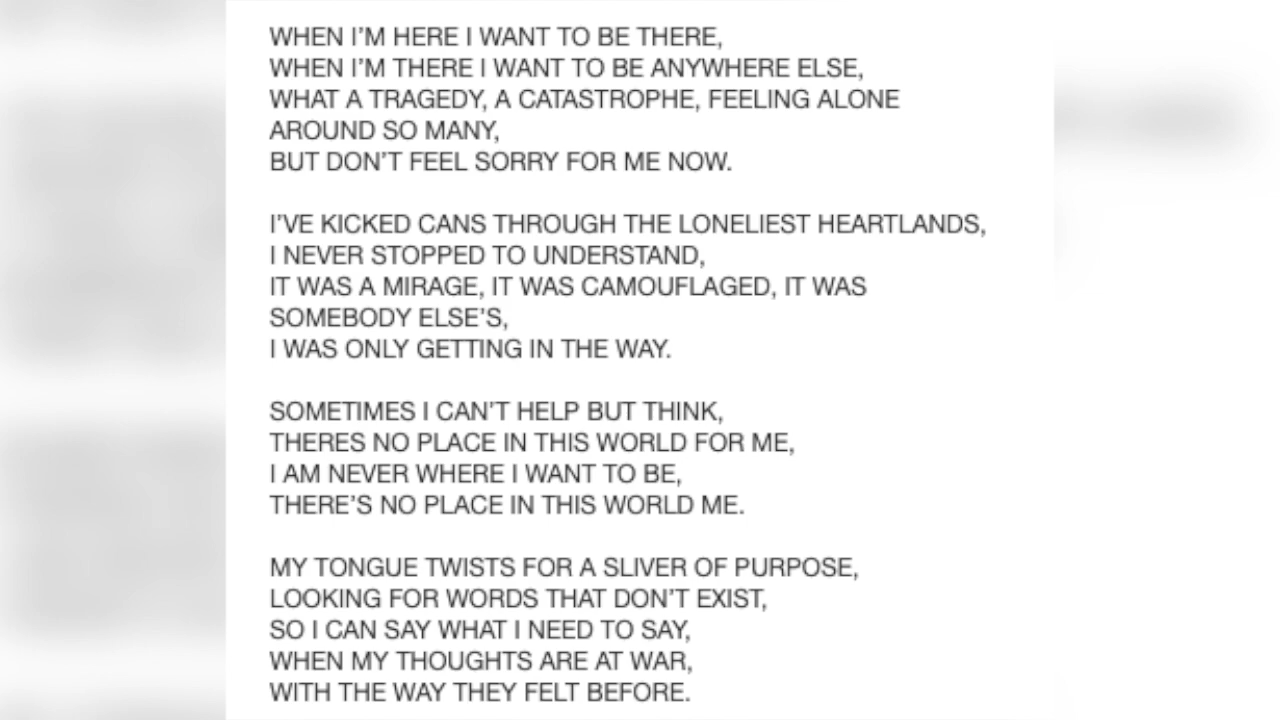 WHEN I'M HERE I WANT TO BE THERE,
WHEN I'M THERE I WANT TO BE ANYWHERE ELSE,
WHAT A TRAGEDY, A CATASTROPHE, FEELING ALONE
AROUND SO MANY,
BUT DON'T FEEL SORRY FOR ME NOW.
I'VE KICKED CANS THROUGH THE LONELIEST HEARTLANDS,
I NEVER STOPPED TO UNDERSTAND,
IT WAS A MIRAGE, IT WAS CAMOUFLAGED, IT WAS
SOMEBODY ELSE'S,
I WAS ONLY GETTING IN THE WAY.
SOMETIMES I CAN'T HELP BUT THINK,
THERES NO PLACE IN THIS WORLD FOR ME,
I AM NEVER WHERE I WANT TO BE,
THERE'S NO PLACE IN THIS WORLD ME.
MY TONGUE TWISTS FOR A SLIVER OF PURPOSE,
LOOKING FOR WORDS THAT DON'T EXIST,
SO I CAN SAY WHAT I NEED TO SAY,
WHEN MY THOUGHTS ARE AT WAR,
WITH THE WAY THEY FELT BEFORE.